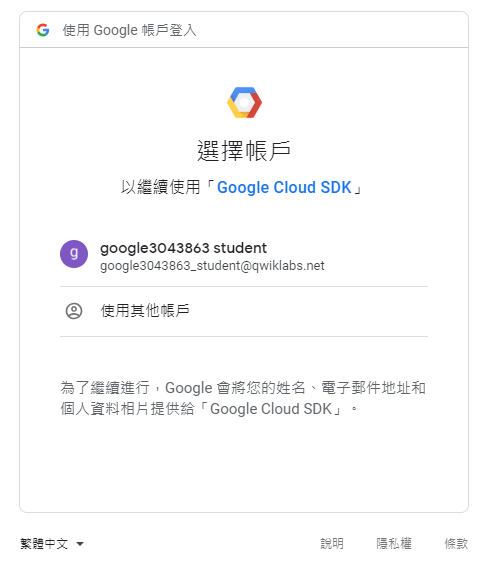 使用 Google 帳戶登入
選擇帳戶
以繼續使用「Google Cloud SDK」
g
google3043863 student
google3043863_student@qwiklabs.net
使用其他帳戶
為了繼續進行，Google 會將您的姓名、電子郵件地址和
個人資料相片提供給「Google Cloud SDK」。
繁體中文
說明
隱私權
條款